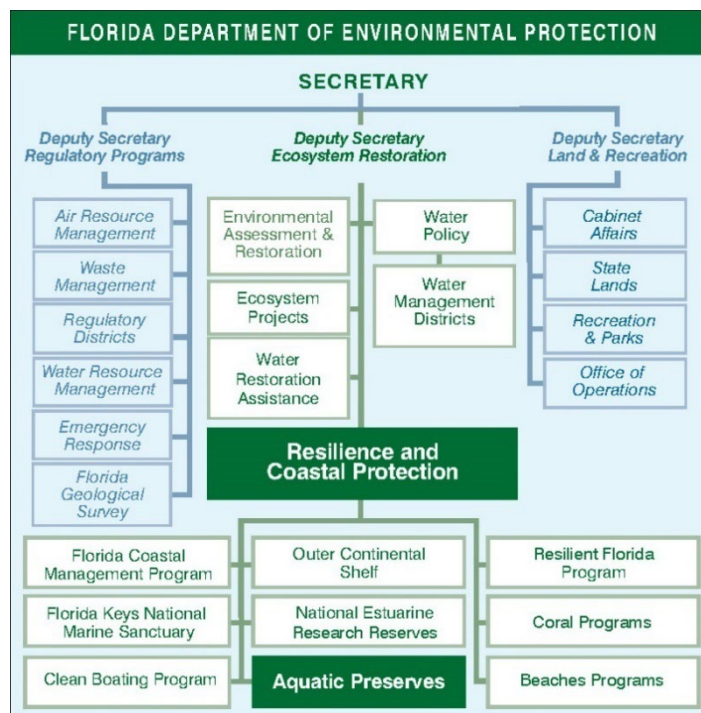 FLORIDA DEPARTMENT OF ENVIRONMENTAL PROTECTION
SECRETARY
Deputy Secretary
Regulatory Programs
Deputy Secretary
Ecosystem Restoration
Deputy Secretary
Land & Recreation
Air Resource
Management
Waste
Management
Regulatory
Districts
Water Resource
Management
Emergency
Response
Florida
Geological
Survey
Environmental
Assessment &
Restoration
Ecosystem
Projects
Water
Restoration
Assistance
Water
Policy
Water
Management
Districts
Cabinet
Affairs
State
Lands
Recreation
& Parks
Office of
Operations
Resilience and
Coastal Protection
Florida Coastal
Management Program
Florida Keys National
Marine Sanctuary
Clean Boating Program
Outer Continental
Shelf
National Estuarine
Research Reserves
Aquatic Preserves
Resilient Florida
Program
Coral Programs
Beaches Programs